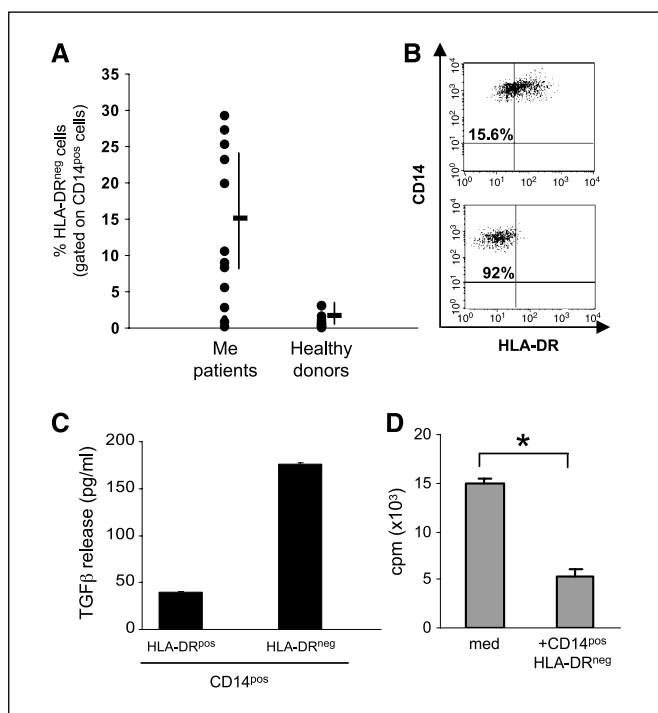 A
% HLA-DRneg cells
(gated on CD14pos cells)
35
30
25
20
15
10
5
0
Me
patients
Healthy
donors
B
CD14
10⁴
10³
10²
10¹
10⁰
15.6%
10⁰ 10¹ 10² 10³ 10⁴
10⁴
10³
10²
10¹
10⁰
92%
10⁰ 10¹ 10² 10³ 10⁴
HLA-DR
C
TGFβ release (pg/ml)
200
150
100
50
0
HLA-DRpos
HLA-DRneg
CD14pos
D
*
cpm (x10³)
20
15
10
5
0
med
+CD14pos
HLA-DRneg